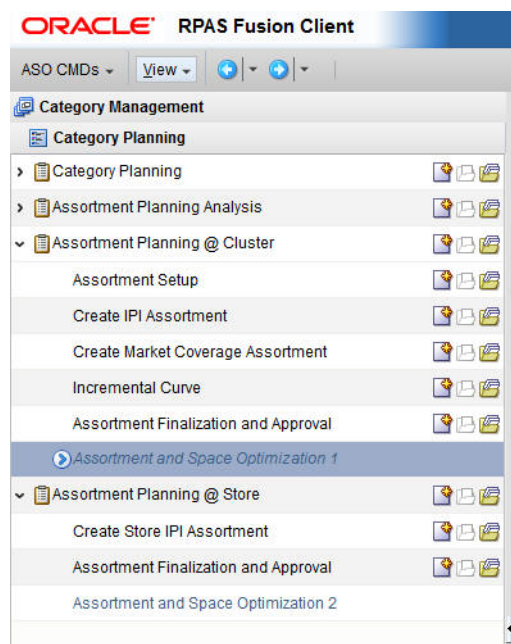 ORACLE® RPAS Fusion Client
ASO CMDs View
Category Management
Category Planning
Category Planning
Assortment Planning Analysis
Assortment Planning @ Cluster
Assortment Setup
Create IPI Assortment
Create Market Coverage Assortment
Incremental Curve
Assortment Finalization and Approval
Assortment and Space Optimization 1
Assortment Planning @ Store
Create Store IPI Assortment
Assortment Finalization and Approval
Assortment and Space Optimization 2